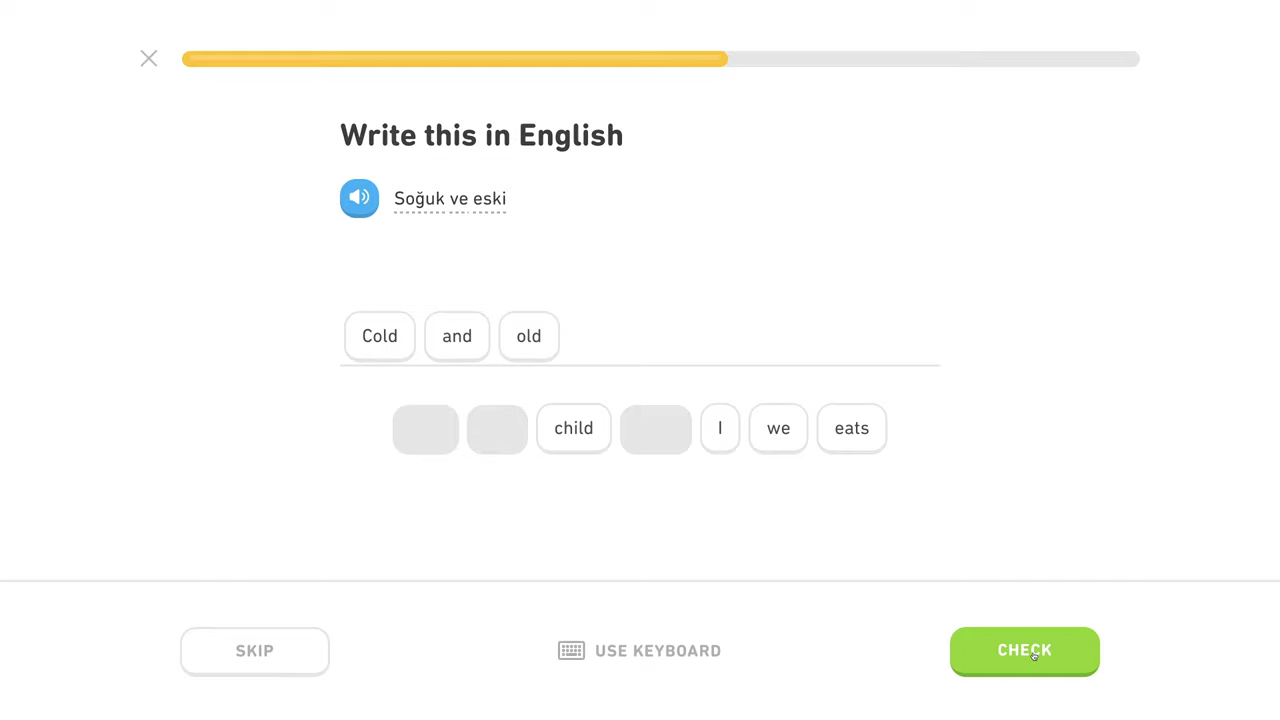 Write this in English
Soğuk ve eski
Cold and old
child I we eats
SKIP USE KEYBOARD CHECK